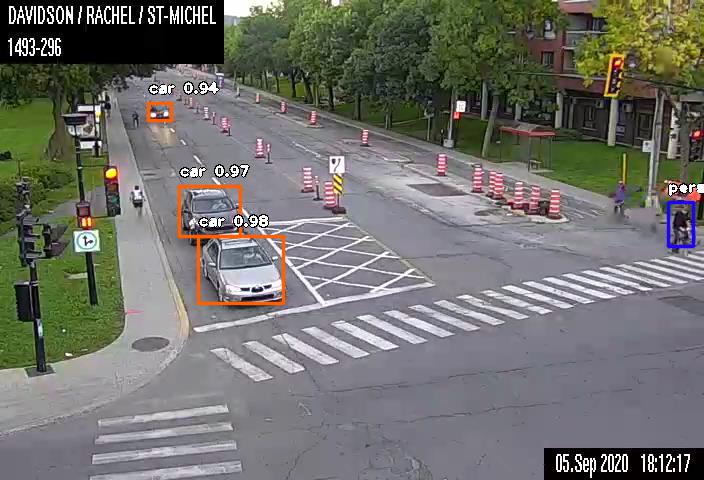 DAVIDSON / RACHEL / ST-MICHEL
1493-296
car 0.94
car 0.97
pers
car 0.98
05.Sep 2020 18:12:17